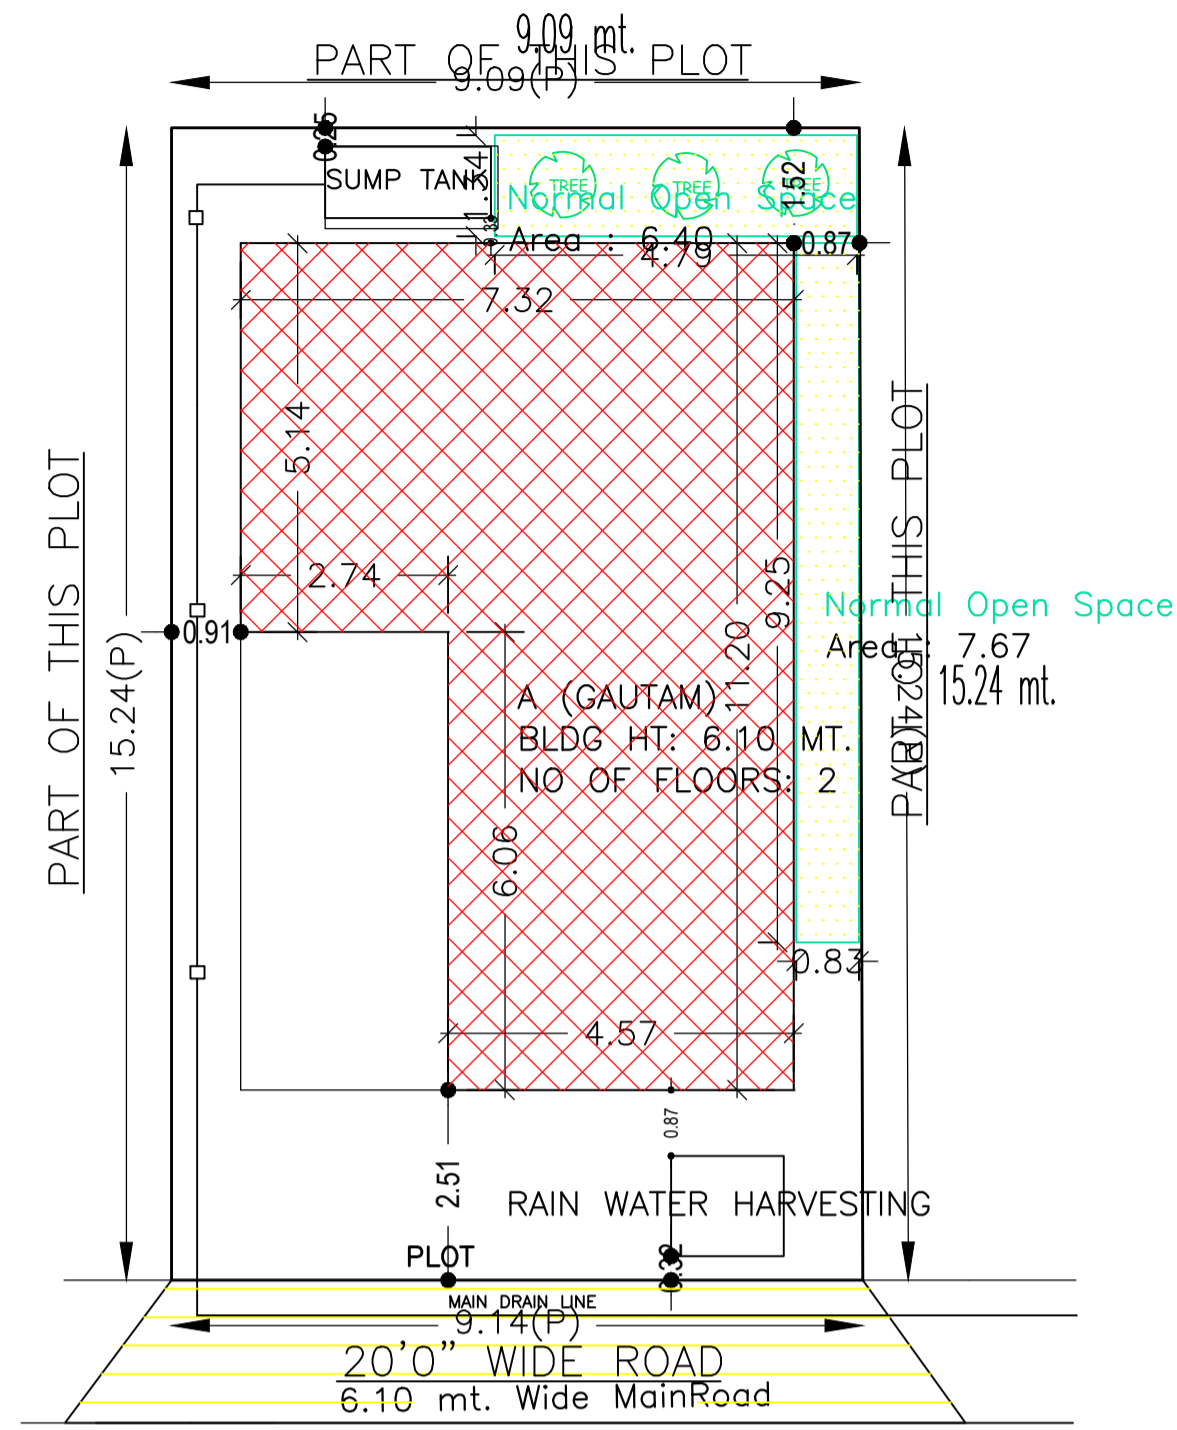 9.09 mt.
PART OF THIS PLOT
9.09(P)
0.25
SUMP TANK
1.34
0.33
TREE
TREE
TREE
1.52
Normal Open Space
Area : 6.40
4.79
0.87
7.32
5.14
2.74
0.91
PART OF THIS PLOT
15.24(P)
9.25
11.20
PART OF THIS PLOT
15.24(P)
Normal Open Space
Area : 7.67
15.24 mt.
A (GAUTAM)
BLDG HT: 6.10 MT.
NO OF FLOORS: 2
6.06
0.83
4.57
0.87
2.51
RAIN WATER HARVESTING
PLOT
MAIN DRAIN LINE
9.14(P)
20'0" WIDE ROAD
6.10 mt. Wide MainRoad